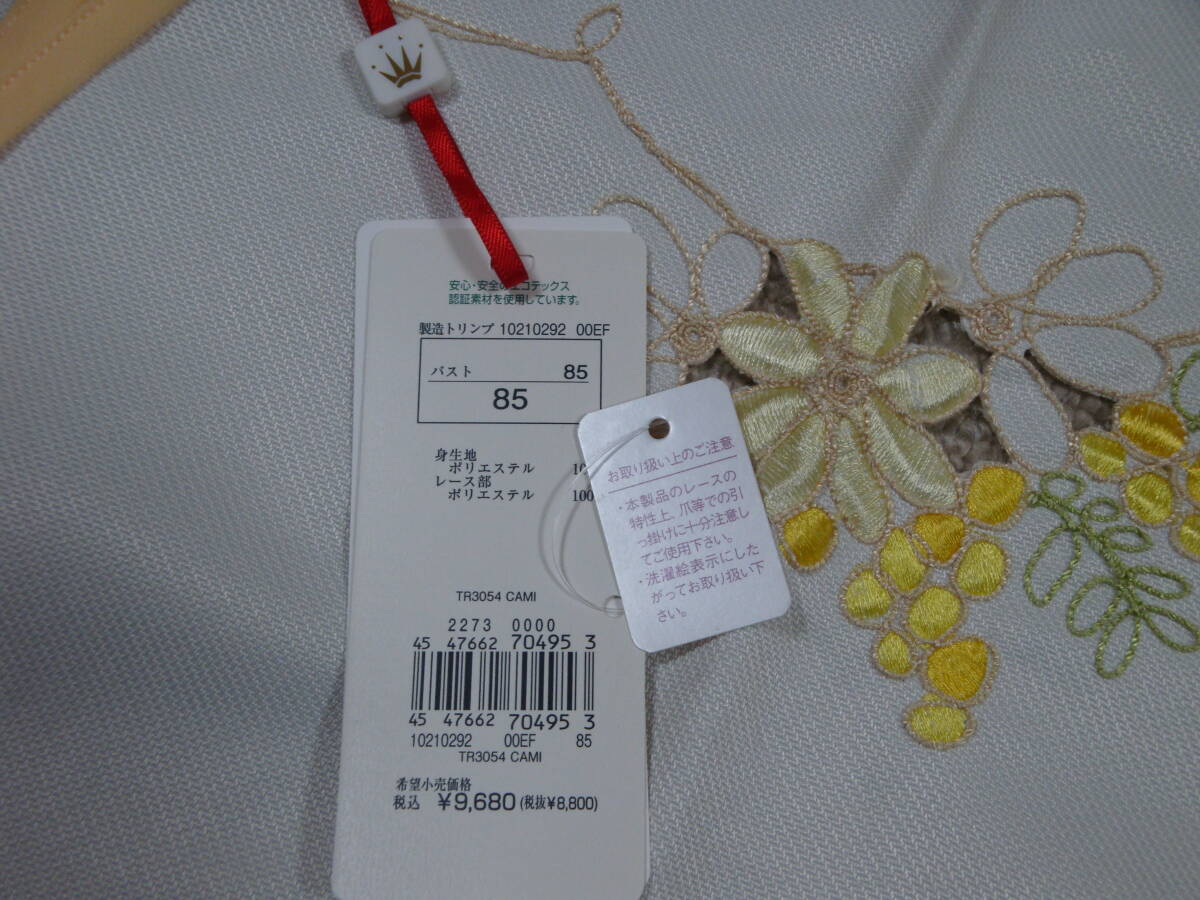 安心・安全のエコテックス
認証素材を使用しています。
製造トリンプ 10210292 00EF
バスト 85
85
身生地
ポリエステル
レース部
ポリエステル 100
TR3054 CAMI
2273 0000
45 47662 70495 3
45 47662 70495 3
10210292 00EF 85
TR3054 CAMI
希望小売価格
税込 ¥9,680 (税抜¥8,800)
お取り扱い上のご注意
・本製品のレースの
特性上、爪等での引
っ掛けに十分注意し
てご使用下さい。
・洗濯絵表示にした
がってお取り扱い下
さい。